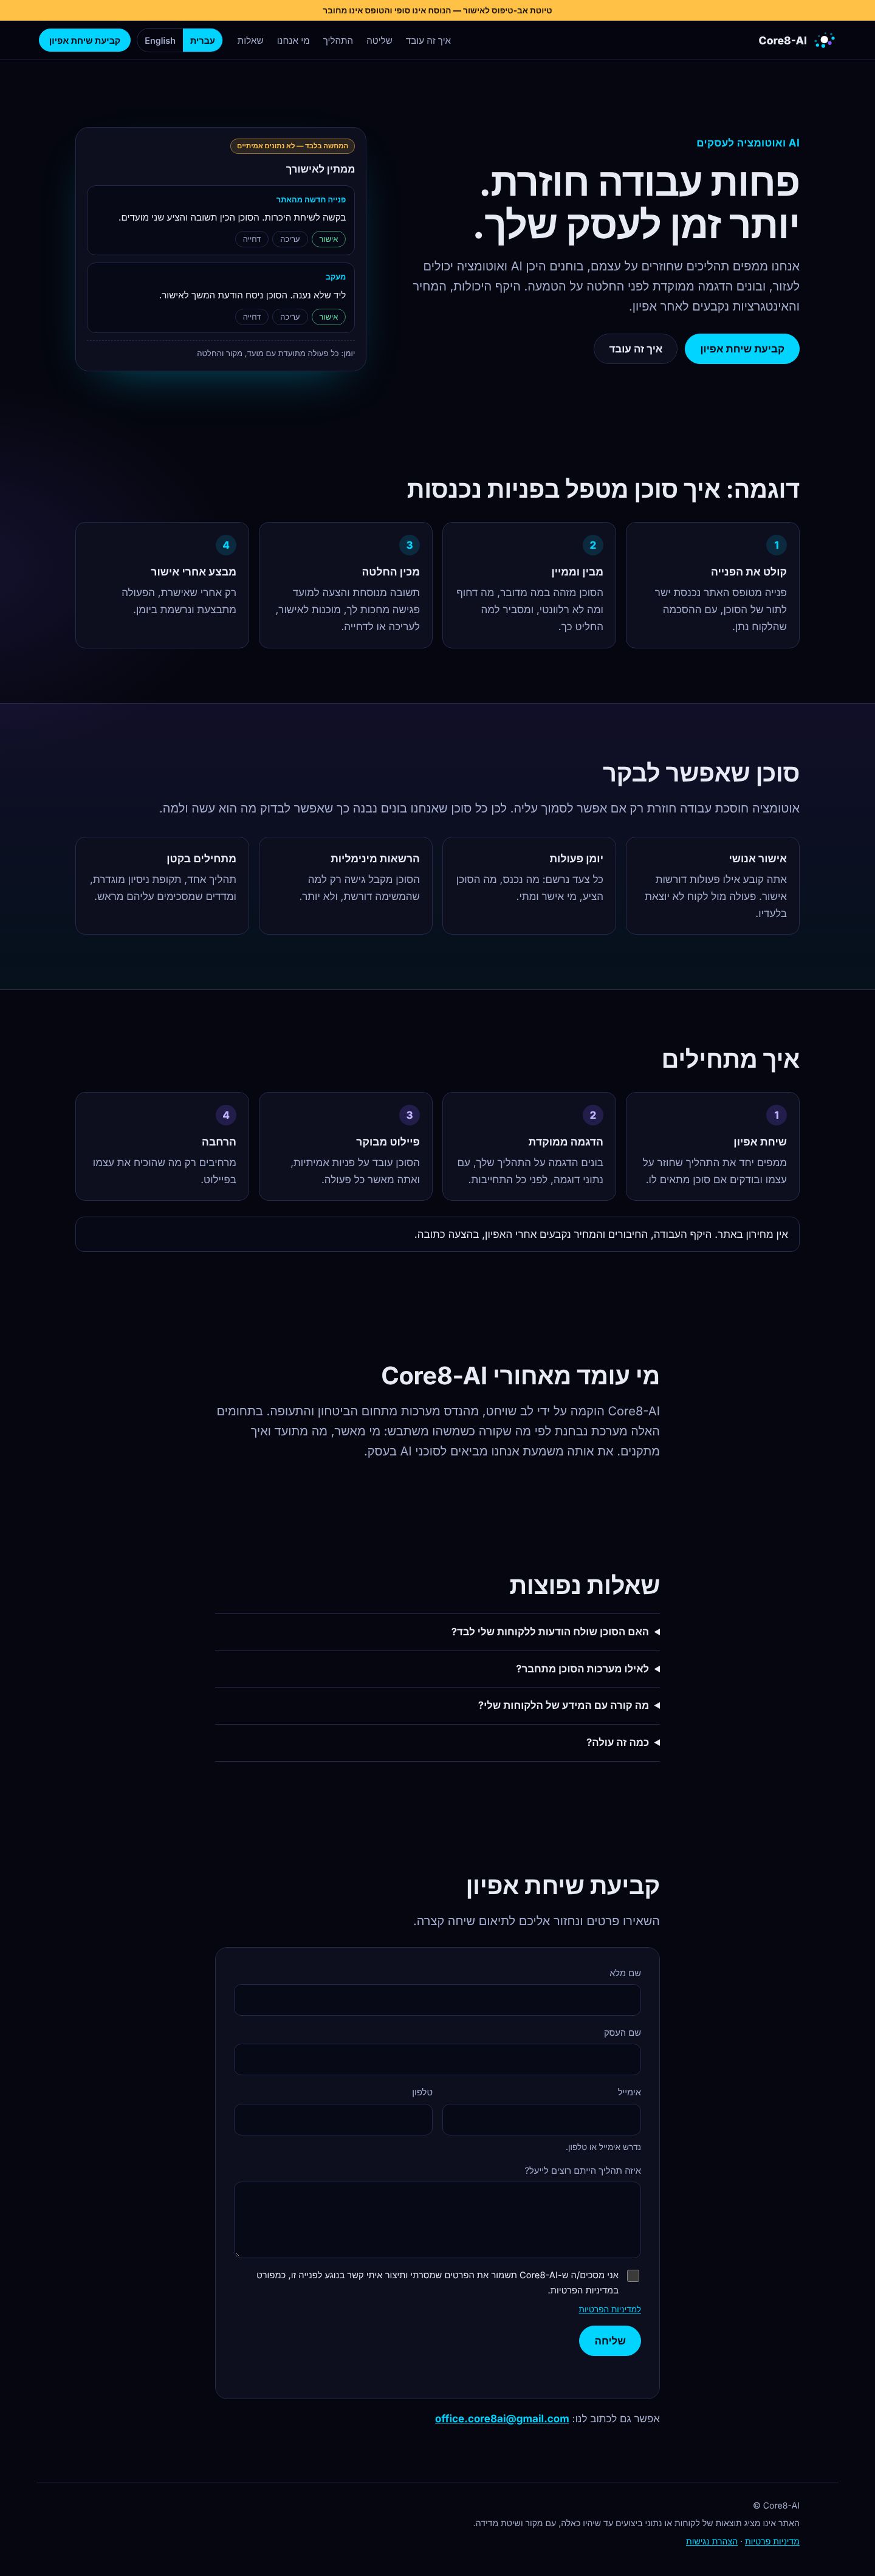 טיוטת אב-טיפוס לאישור — הנוסח אינו סופי והטופס אינו מחובר
Core8-AI
איך זה עובד
שליטה
התהליך
מי אנחנו
שאלות
עברית
English
קביעת שיחת אפיון
AI ואוטומציה לעסקים
פחות עבודה חוזרת.
יותר זמן לעסק שלך.
אנחנו ממפים תהליכים שחוזרים על עצמם, בוחנים היכן AI ואוטומציה יכולים
לעזור, ובונים הדגמה ממוקדת לפני החלטה על הטמעה. היקף היכולות, המחיר
והאינטגרציות נקבעים לאחר אפיון.
קביעת שיחת אפיון
איך זה עובד
המחשה בלבד — לא נתונים אמיתיים
ממתין לאישורך
פנייה חדשה מהאתר
בקשה לשיחת היכרות. הסוכן הכין תשובה והציע שני מועדים.
אישור
עריכה
דחייה
מעקב
ליד שלא נענה. הסוכן ניסח הודעת המשך לאישור.
אישור
עריכה
דחייה
יומן: כל פעולה מתועדת עם מועד, מקור והחלטה
דוגמה: איך סוכן מטפל בפניות נכנסות
1
קולט את הפנייה
פנייה מטופס האתר נכנסת ישר
לתור של הסוכן, עם ההסכמה
שהלקוח נתן.
2
מבין וממיין
הסוכן מזהה במה מדובר, מה דחוף
ומה לא רלוונטי, ומסביר למה
החליט כך.
3
מכין החלטה
תשובה מנוסחת והצעה למועד
פגישה מחכות לך, מוכנות לאישור,
לעריכה או לדחייה.
4
מבצע אחרי אישור
רק אחרי שאישרת, הפעולה
מתבצעת ונרשמת ביומן.
סוכן שאפשר לבקר
אוטומציה חוסכת עבודה חוזרת רק אם אפשר לסמוך עליה. לכן כל סוכן שאנחנו בונים נבנה כך שאפשר לבדוק מה הוא עשה ולמה.
אישור אנושי
אתה קובע אילו פעולות דורשות
אישור. פעולה מול לקוח לא יוצאת
בלעדיו.
יומן פעולות
כל צעד נרשם: מה נכנס, מה הסוכן
הציע, מי אישר ומתי.
הרשאות מינימליות
הסוכן מקבל גישה רק למה
שהמשימה דורשת, ולא יותר.
מתחילים בקטן
תהליך אחד, תקופת ניסיון מוגדרת,
ומדדים שמסכימים עליהם מראש.
איך מתחילים
1
שיחת אפיון
ממפים יחד את התהליך שחוזר על
עצמו ובודקים אם סוכן מתאים לו.
2
הדגמה ממוקדת
בונים הדגמה על התהליך שלך, עם
נתוני דוגמה, לפני כל התחייבות.
3
פיילוט מבוקר
הסוכן עובד על פניות אמיתיות,
ואתה מאשר כל פעולה.
4
הרחבה
מרחיבים רק מה שהוכיח את עצמו
בפיילוט.
אין מחירון באתר. היקף העבודה, החיבורים והמחיר נקבעים אחרי האפיון, בהצעה כתובה.
מי עומד מאחורי Core8-AI
Core8-AI הוקמה על ידי לב שויחט, מהנדס מערכות מתחום הביטחון והתעופה. בתחומים
האלה מערכת נבחנת לפי מה שקורה כשמשהו משתבש: מי מאשר, מה מתועד ואיך
מתקנים. את אותה משמעת אנחנו מביאים לסוכני AI בעסק.
שאלות נפוצות
האם הסוכן שולח הודעות ללקוחות שלי לבד?
לאילו מערכות הסוכן מתחבר?
מה קורה עם המידע של הלקוחות שלי?
כמה זה עולה?
קביעת שיחת אפיון
השאירו פרטים ונחזור אליכם לתיאום שיחה קצרה.
שם מלא
שם העסק
אימייל
טלפון
נדרש אימייל או טלפון.
איזה תהליך הייתם רוצים לייעל?
אני מסכים/ה ש-Core8-AI תשמור את הפרטים שמסרתי ותיצור איתי קשר בנוגע לפנייה זו, כמפורט
במדיניות הפרטיות.
למדיניות הפרטיות
שליחה
אפשר גם לכתוב לנו: office.core8ai@gmail.com
© Core8-AI
האתר אינו מציג תוצאות של לקוחות או נתוני ביצועים עד שיהיו כאלה, עם מקור ושיטת מדידה.
מדיניות פרטיות · הצהרת נגישות